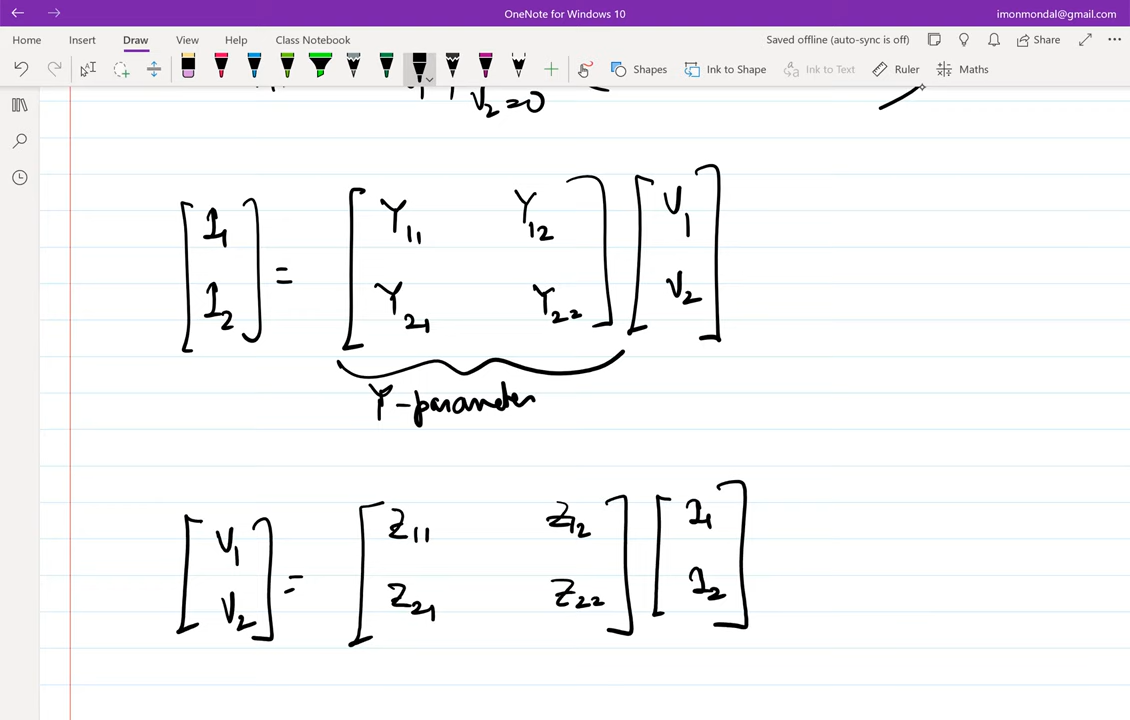 OneNote for Windows 10
imonmondal@gmail.com
Home Insert Draw View Help Class Notebook
Saved offline (auto-sync is off) Share
Shapes Ink to Shape Ink to Text Ruler Maths
V2=0
[I1 I2] = [Y11 Y12 Y21 Y22] [V1 V2]
Y-parameter
[V1 V2] = [Z11 Z12 Z21 Z22] [I1 I2]